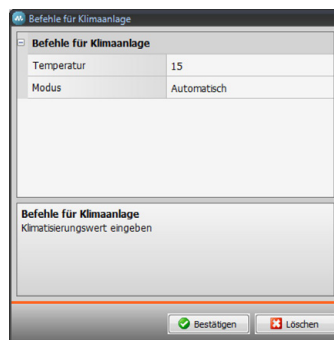 Befehle für Klimaanlage
Befehle für Klimaanlage
Temperatur 15
Modus Automatisch
Befehle für Klimaanlage
Klimatisierungswert eingeben
Bestätigen Löschen